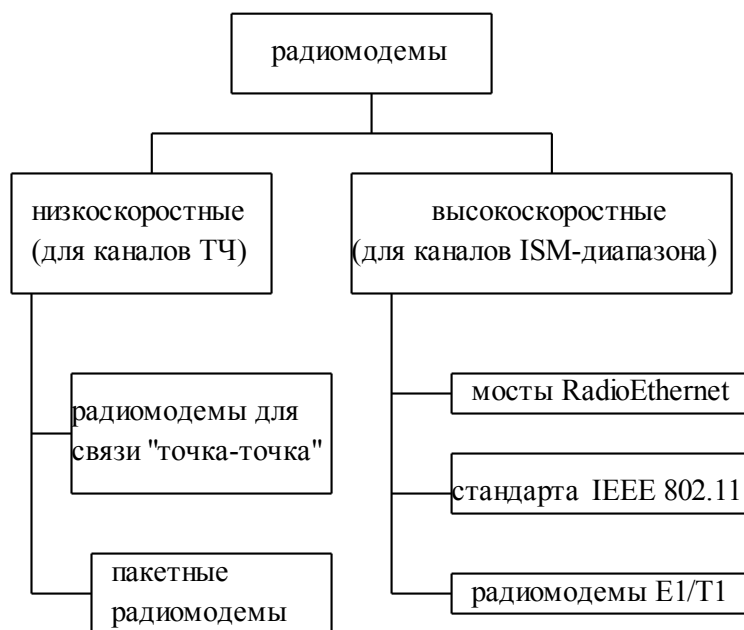 радиомодемы
низкоскоростные
(для каналов ТЧ)
высокоскоростные
(для каналов ISM-диапазона)
радиомодемы для
связи "точка-точка"
пакетные
радиомодемы
мосты RadioEthernet
стандарта IEEE 802.11
радиомодемы E1/T1